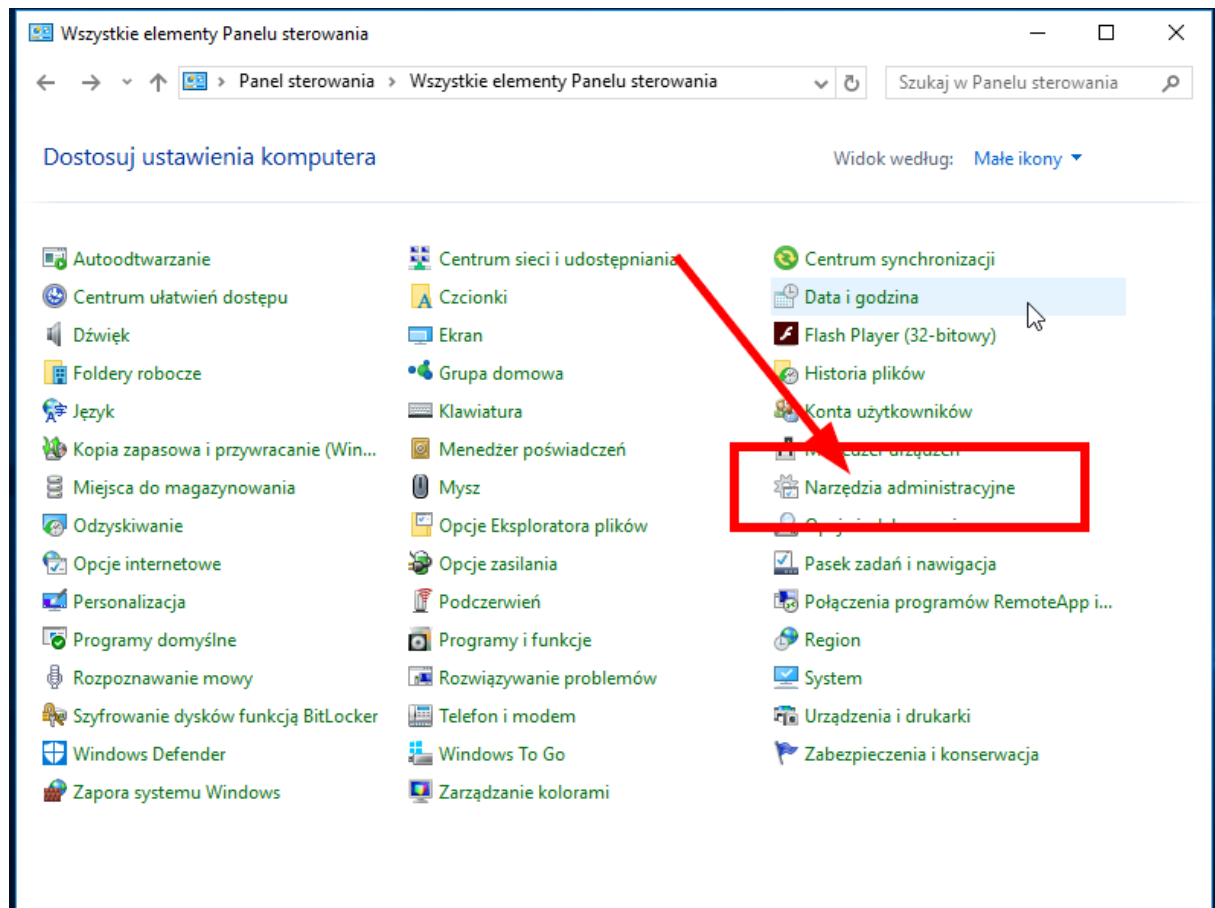 Wszystkie elementy Panelu sterowania
Panel sterowania > Wszystkie elementy Panelu sterowania
Szukaj w Panelu sterowania
Dostosuj ustawienia komputera
Widok według: Małe ikony
Autoodtwarzanie
Centrum ułatwień dostępu
Dźwięk
Foldery robocze
Język
Kopia zapasowa i przywracanie (Win...
Miejsca do magazynowania
Odzyskiwanie
Opcje internetowe
Personalizacja
Programy domyślne
Rozpoznawanie mowy
Szyfrowanie dysków funkcją BitLocker
Windows Defender
Zapora systemu Windows
Centrum sieci i udostępniania
Czcionki
Ekran
Grupa domowa
Klawiatura
Menedżer poświadczeń
Mysz
Opcje Eksploratora plików
Opcje zasilania
Podczerwień
Programy i funkcje
Rozwiązywanie problemów
Telefon i modem
Windows To Go
Zarządzanie kolorami
Centrum synchronizacji
Data i godzina
Flash Player (32-bitowy)
Historia plików
Konta użytkowników
Narzędzia administracyjne
Pasek zadań i nawigacja
Połączenia programów RemoteApp i...
Region
System
Urządzenia i drukarki
Zabezpieczenia i konserwacja